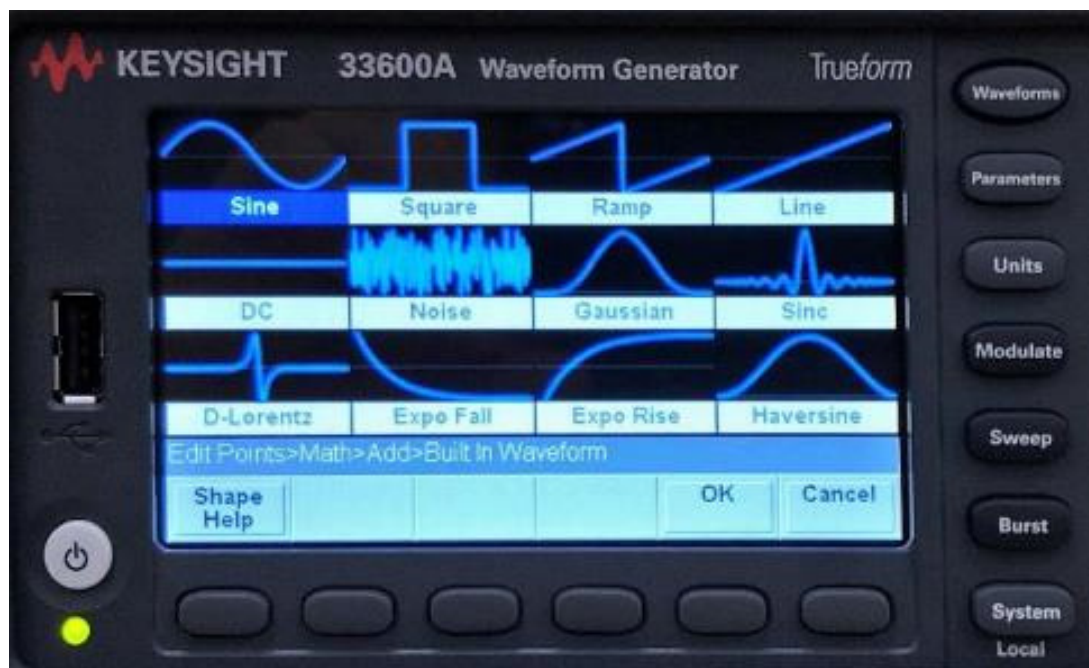 KEYSIGHT 33600A Waveform Generator Trueform
Waveforms
Parameters
Units
Modulate
Sweep
Burst
System
Local
Sine Square Ramp Line
DC Noise Gaussian Sinc
D-Lorentz Expo Fall Expo Rise Haversine
Edit Points>Math>Add>Built In Waveform
Shape OK Cancel
Help